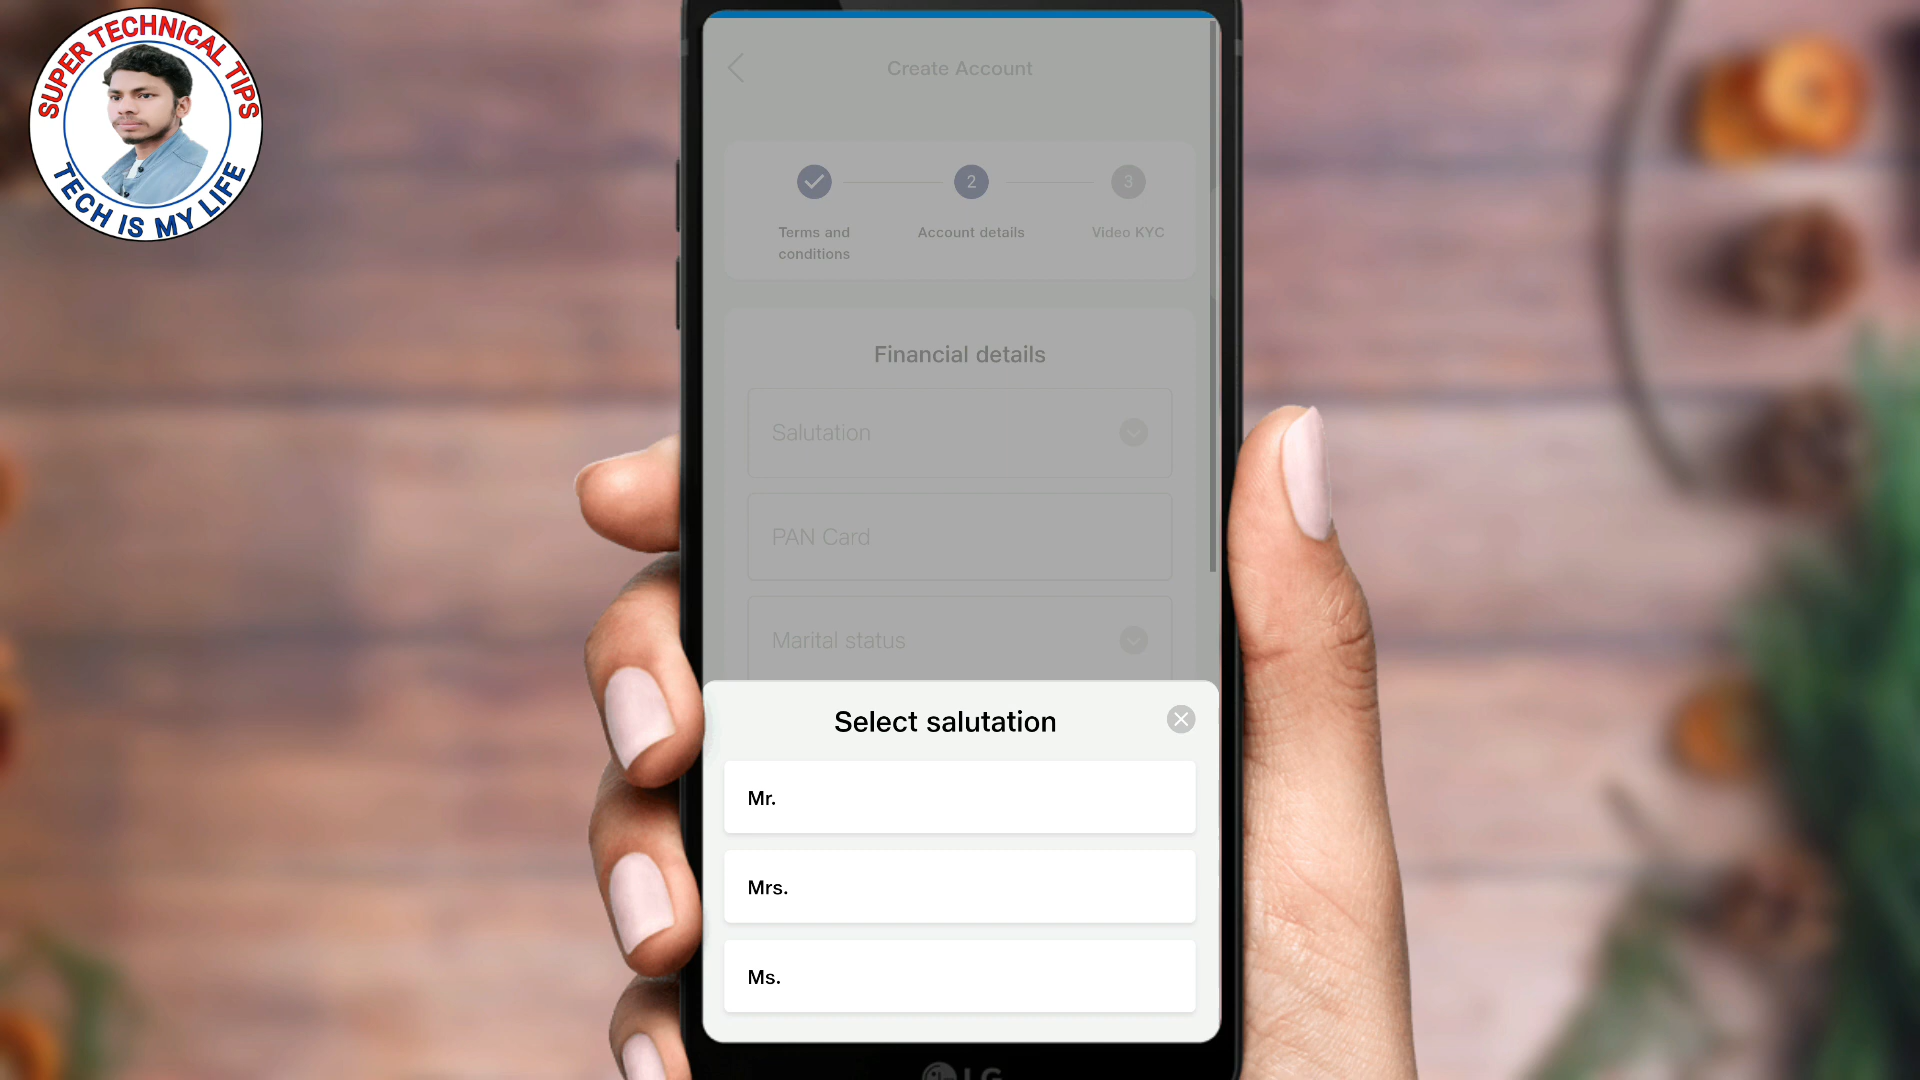 SUPER TECHNICAL TIPS
TECH IS MY LIFE
Create Account
2
3
Terms and
conditions
Account details
Video KYC
Financial details
Salutation
PAN Card
Marital status
Select salutation
Mr.
Mrs.
Ms.
LG